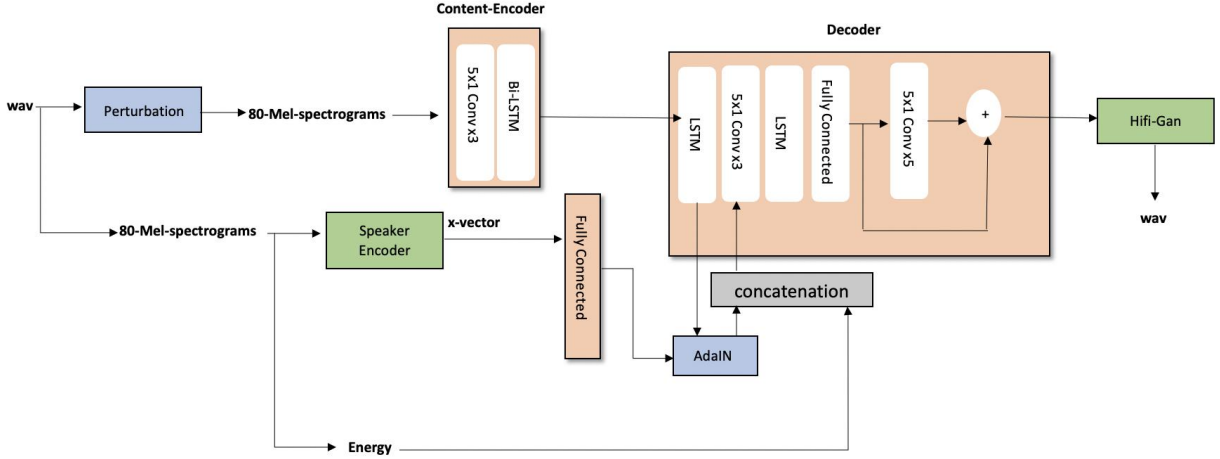 Content-Encoder
Decoder
wav
Perturbation
80-Mel-spectrograms
5x1 Conv x3
Bi-LSTM
LSTM
5x1 Conv x3
LSTM
Fully Connected
5x1 Conv x5
+
Hifi-Gan
wav
80-Mel-spectrograms
Speaker
Encoder
x-vector
Fully Connected
concatenation
AdaIN
Energy